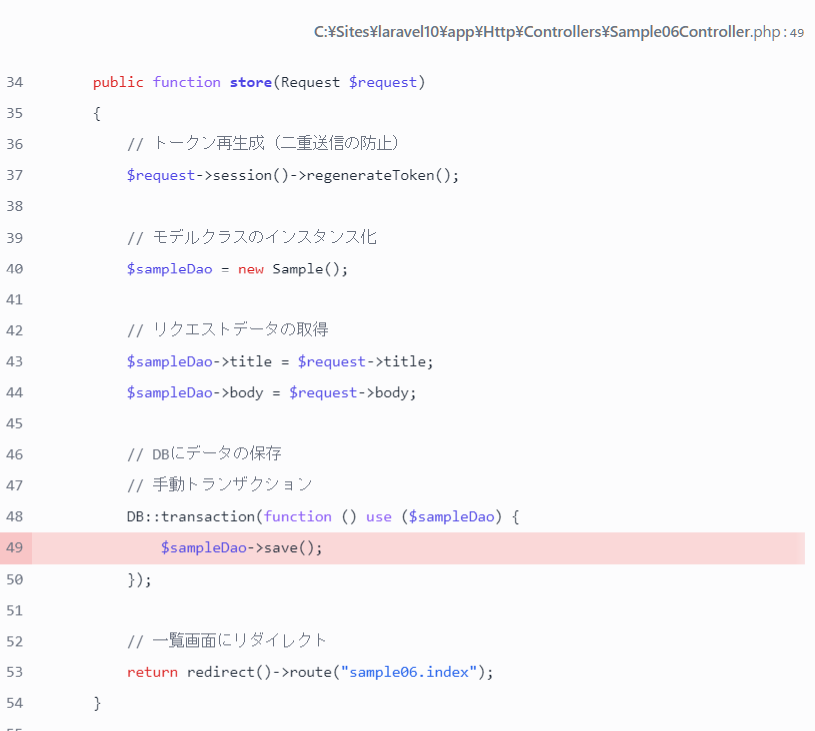 C:¥Sites¥laravel10¥app¥Http¥Controllers¥Sample06Controller.php:49
34 public function store(Request $request)
35 {
36 // トークン再生成（二重送信の防止）
37 $request->session()->regenerateToken();
38
39 // モデルクラスのインスタンス化
40 $sampleDao = new Sample();
41
42 // リクエストデータの取得
43 $sampleDao->title = $request->title;
44 $sampleDao->body = $request->body;
45
46 // DBにデータの保存
47 // 手動トランザクション
48 DB::transaction(function () use ($sampleDao) {
49 $sampleDao->save();
50 });
51
52 // 一覧画面にリダイレクト
53 return redirect()->route("sample06.index");
54 }